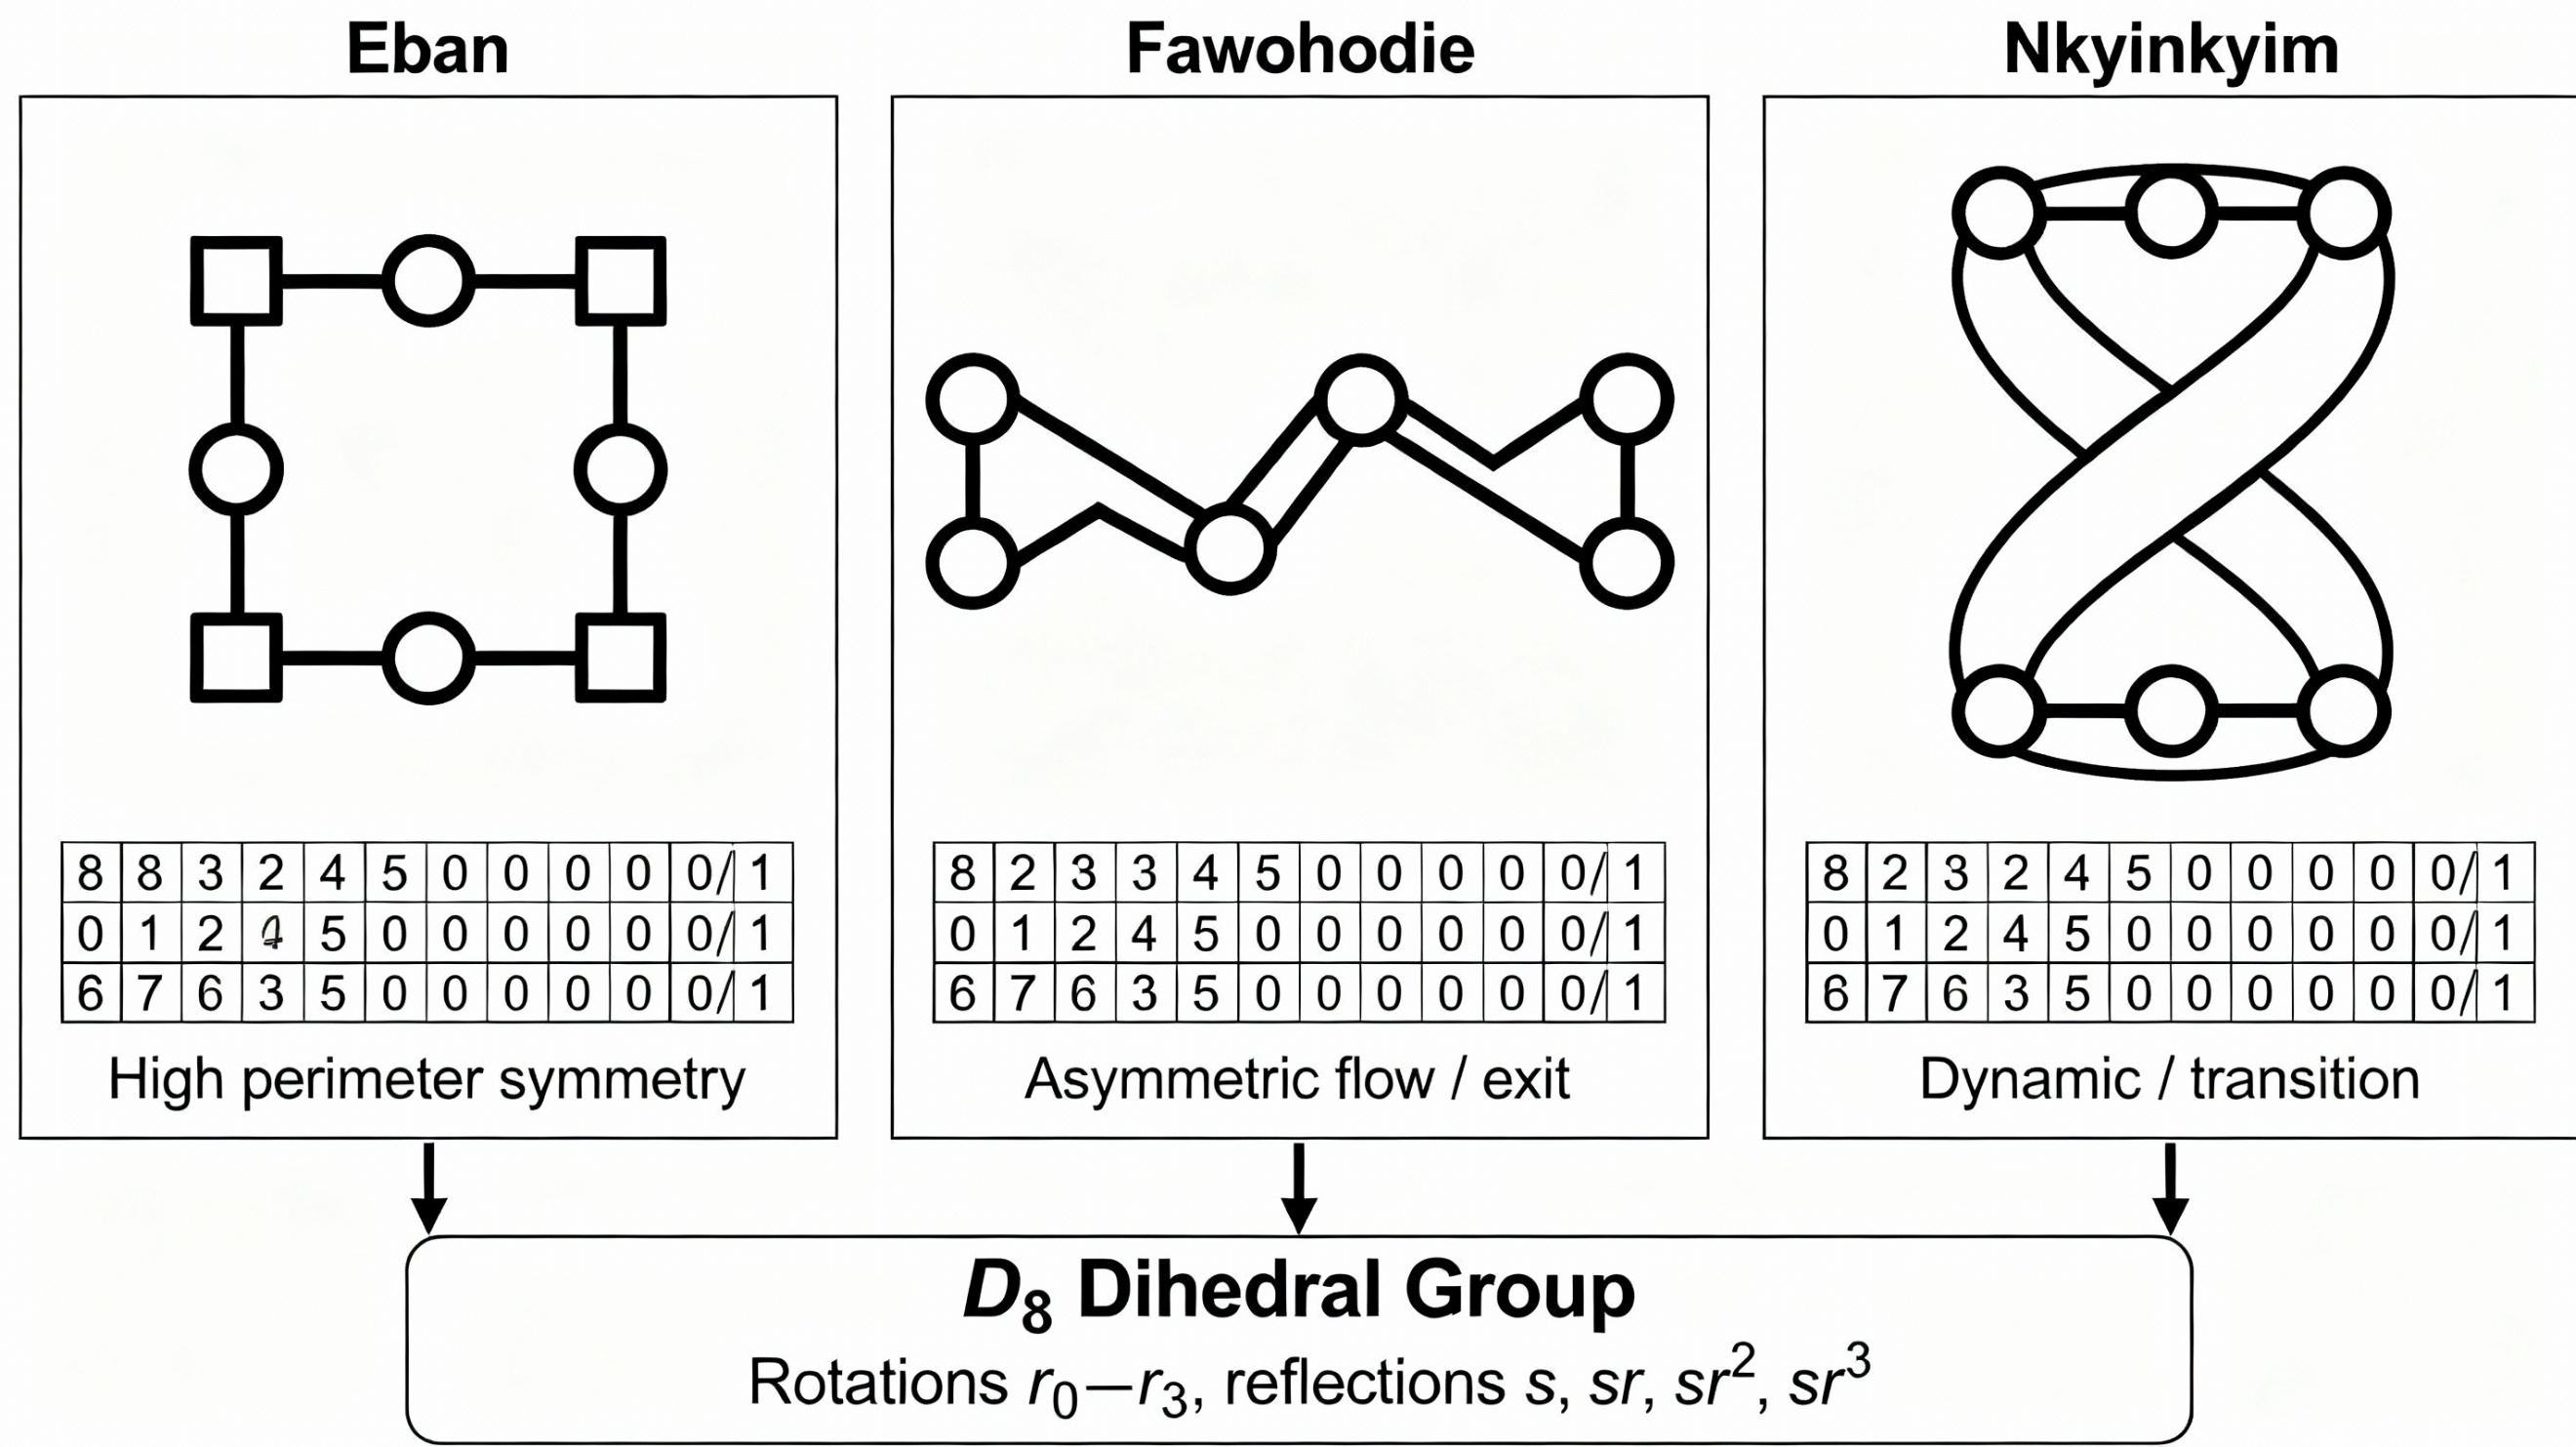 Eban
8 8 3 2 4 5 0 0 0 0 0/ 1
0 1 2 5 0 0 0 0 0 0/ 1
6 7 6 3 5 0 0 0 0 0 0/ 1
High perimeter symmetry
Fawohodie
8 2 3 3 4 5 0 0 0 0 0/ 1
0 1 2 4 5 0 0 0 0 0 0/ 1
6 7 6 3 5 0 0 0 0 0 0/ 1
Asymmetric flow / exit
Nkyinkyim
8 2 3 2 4 5 0 0 0 0 0/ 1
0 1 2 4 5 0 0 0 0 0 0/ 1
6 7 6 3 5 0 0 0 0 0 0/ 1
Dynamic / transition
D₈ Dihedral Group
Rotations r₀–r₃, reflections s, sr, sr², sr³